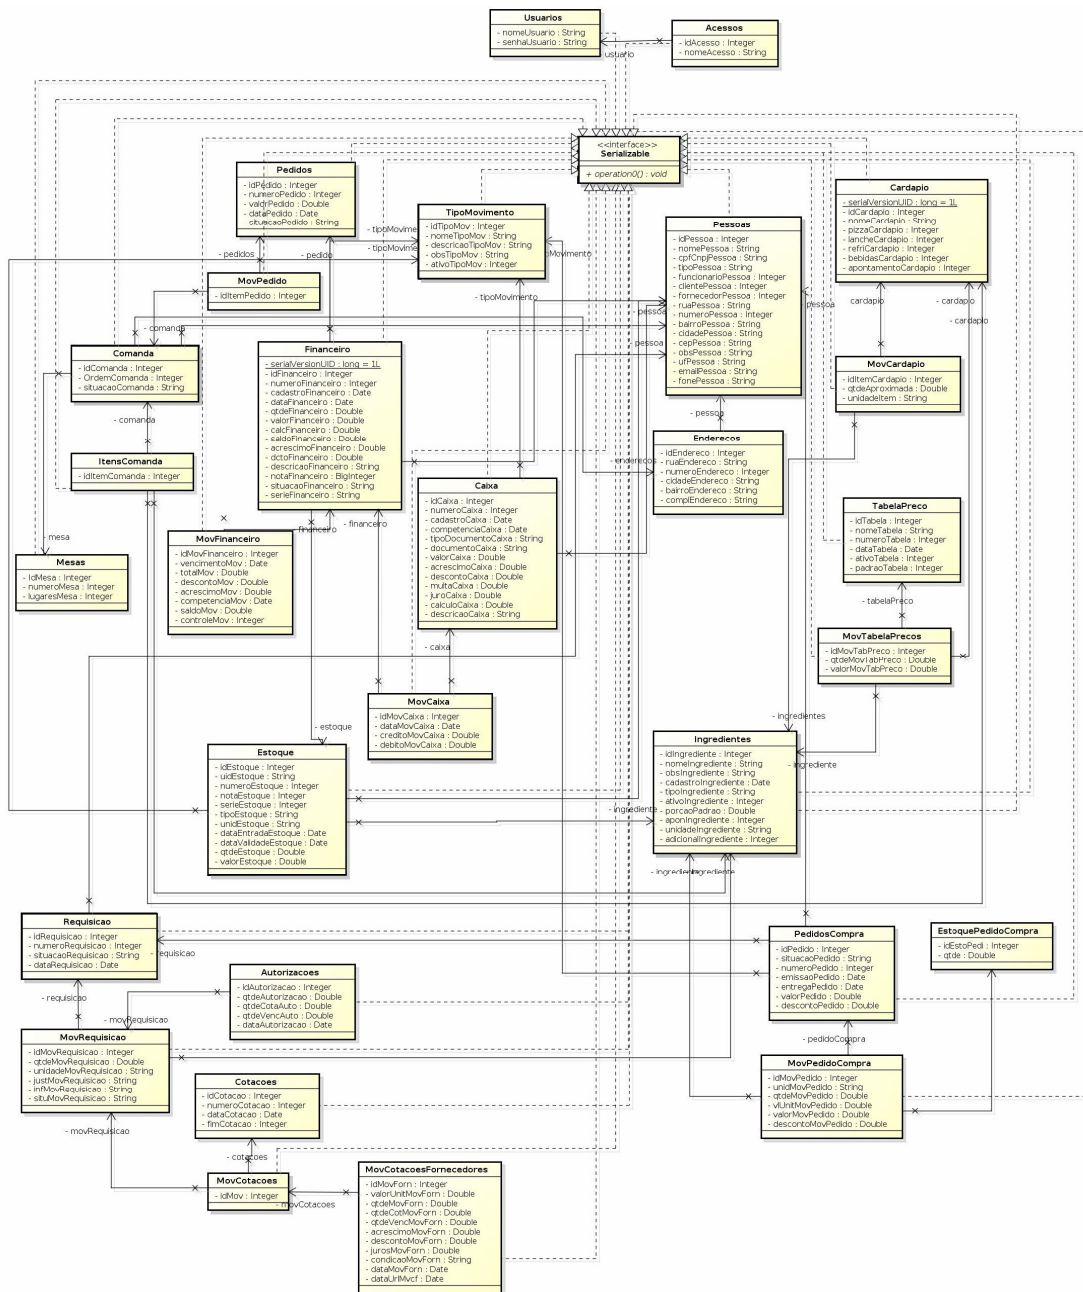 Usuarios
- nomeUsuario : String
- senhaUsuario : String
Acessos
- idAcesso : Integer
- nomeAcesso : String
usuario
<<interface>>
Serializable
+ operation0() : void
Pedidos
- idPedido : Integer
- numeroPedido : Integer
- valorPedido : Double
- dataPedido : Date
- situacaoPedido : String
TipoMovimento
- idTipoMov : Integer
- nomeTipoMov : String
- descricaoTipoMov : String
- obsTipoMov : String
- ativoTipoMov : Integer
- tipoMovime
- tipoMovime
Movimento
- tipoMovimento
Pessoas
- idPessoa : Integer
- nomePessoa : String
- cpfCnpjPessoa : String
- tipoPessoa : String
- funcionarioPessoa : Integer
- clientePessoa : Integer
- fornecedorPessoa : Integer
- ruaPessoa : String
- numeroPessoa : Integer
- bairroPessoa : String
- cidadePessoa : String
- cepPessoa : String
- obsPessoa : String
- ufPessoa : String
- emailPessoa : String
- fonePessoa : String
Cardapio
- serialVersionUID : long = 1L
- idCardapio : Integer
- nomeCardapio : String
- pizzaCardapio : Integer
- lancheCardapio : Integer
- refriCardapio : Integer
- bebidasCardapio : Integer
- apontamentoCardapio : Integer
- pedidos
- pedido
MovPedido
- idItemPedido : Integer
- pessoa
- pessoa
- pessoa
cardapio
- cardapio
- cardapio
- comanda
Comanda
- idComanda : Integer
- OrdemComanda : Integer
- situacaoComanda : String
- comanda
Financeiro
- serialVersionUID : long = 1L
- idFinanceiro : Integer
- numeroFinanceiro : Integer
- cadastroFinanceiro : Date
- dataFinanceiro : Date
- qtdeFinanceiro : Double
- valorFinanceiro : Double
- calcFinanceiro : Double
- saldoFinanceiro : Double
- acrescimoFinanceiro : Double
- dctoFinanceiro : Double
- descricaoFinanceiro : String
- notaFinanceiro : BigInteger
- situacaoFinanceiro : String
- serieFinanceiro : String
MovCardapio
- idItemCardapio : Integer
- qtdeAproximada : Double
- unidadeItem : String
- pessoa
Enderecos
- idEndereco : Integer
- ruaEndereco : String
- numeroEndereco : Integer
- cidadeEndereco : String
- bairroEndereco : String
- complEndereco : String
enderecos
ItensComanda
- idItemComanda : Integer
Caixa
- idCaixa : Integer
- numeroCaixa : Integer
- cadastroCaixa : Date
- competenciaCaixa : Date
- tipoDocumentoCaixa : String
- documentoCaixa : String
- valorCaixa : Double
- acrescimoCaixa : Double
- descontoCaixa : Double
- multaCaixa : Double
- juroCaixa : Double
- calculoCaixa : Double
- descricaoCaixa : String
TabelaPreco
- idTabela : Integer
- nomeTabela : String
- numeroTabela : Integer
- dataTabela : Date
- ativoTabela : Integer
- padraoTabela : Integer
- financeiro
financeiro
- mesa
Mesas
- IdMesa : Integer
- numeroMesa : Integer
- lugaresMesa : Integer
MovFinanceiro
- idMovFinanceiro : Integer
- vencimentoMov : Date
- totalMov : Double
- descontoMov : Double
- acrescimoMov : Double
- competenciaMov : Date
- saldoMov : Double
- controleMov : Integer
- tabelaPreco
MovTabelaPrecos
- idMovTabPreco : Integer
- qtdeMovTabPreco : Double
- valorMovTabPreco : Double
- caixa
MovCaixa
- idMovCaixa : Integer
- dataMovCaixa : Date
- creditoMovCaixa : Double
- debitoMovCaixa : Double
- estoque
- ingredientes
- ingrediente
Estoque
- idEstoque : Integer
- uidEstoque : String
- numeroEstoque : Integer
- notaEstoque : Integer
- serieEstoque : Integer
- tipoEstoque : String
- unidEstoque : String
- dataEntradaEstoque : Date
- dataValidadeEstoque : Date
- qtdeEstoque : Double
- valorEstoque : Double
Ingredientes
- idIngrediente : Integer
- nomeIngrediente : String
- obsIngrediente : String
- cadastroIngrediente : Date
- tipoIngrediente : String
- ativoIngrediente : Integer
- porcaoPadrao : Double
- aponIngrediente : Integer
- unidadeIngrediente : String
- adicionalIngrediente : Integer
- ingrediente
- ingrediente
ingrediente
Requisicao
- idRequisicao : Integer
- numeroRequisicao : Integer
- situacaoRequisicao : String
- dataRequisicao : Date
- requisicao
PedidosCompra
- idPedido : Integer
- situacaoPedido : String
- numeroPedido : Integer
- emissaoPedido : Date
- entregaPedido : Date
- valorPedido : Double
- descontoPedido : Double
EstoquePedidoCompra
- idEstoPedi : Integer
- qtde : Double
Autorizacoes
- idAutorizacao : Integer
- qtdeAutorizacao : Double
- qtdeCotaAuto : Double
- qtdeVencAuto : Double
- dataAutorizacao : Date
- requisicao
- movRequisicao
MovRequisicao
- idMovRequisicao : Integer
- qtdeMovRequisicao : Double
- unidadeMovRequisicao : String
- justMovRequisicao : String
- infMovRequisicao : String
- situMovRequisicao : String
- pedidoCompra
MovPedidoCompra
- idMovPedido : Integer
- unidMovPedido : String
- qtdeMovPedido : Double
- vlUnitMovPedido : Double
- valorMovPedido : Double
- descontoMovPedido : Double
Cotacoes
- idCotacao : Integer
- numeroCotacao : Integer
- dataCotacao : Date
- fimCotacao : Integer
- movRequisicao
- cotacoes
MovCotacoes
- idMov : Integer
- movCotacoes
MovCotacoesFornecedores
- idMovForn : Integer
- valorUnitMovForn : Double
- qtdeMovForn : Double
- qtdeCotMovForn : Double
- qtdeVencMovForn : Double
- acrescimoMovForn : Double
- descontoMovForn : Double
- jurosMovForn : Double
- condicaoMovForn : String
- dataMovForn : Date
- dataUrlMvcf : Date